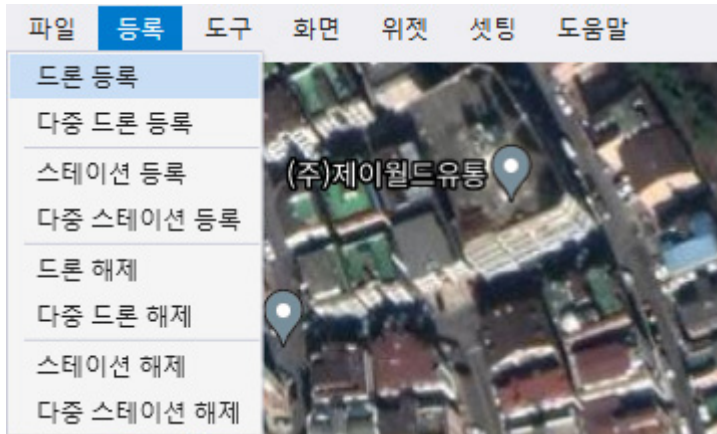 파일 등록 도구 화면 위젯 셋팅 도움말
드론 등록
다중 드론 등록
스테이션 등록
다중 스테이션 등록
드론 해제
다중 드론 해제
스테이션 해제
다중 스테이션 해제
(주)제이월드유통